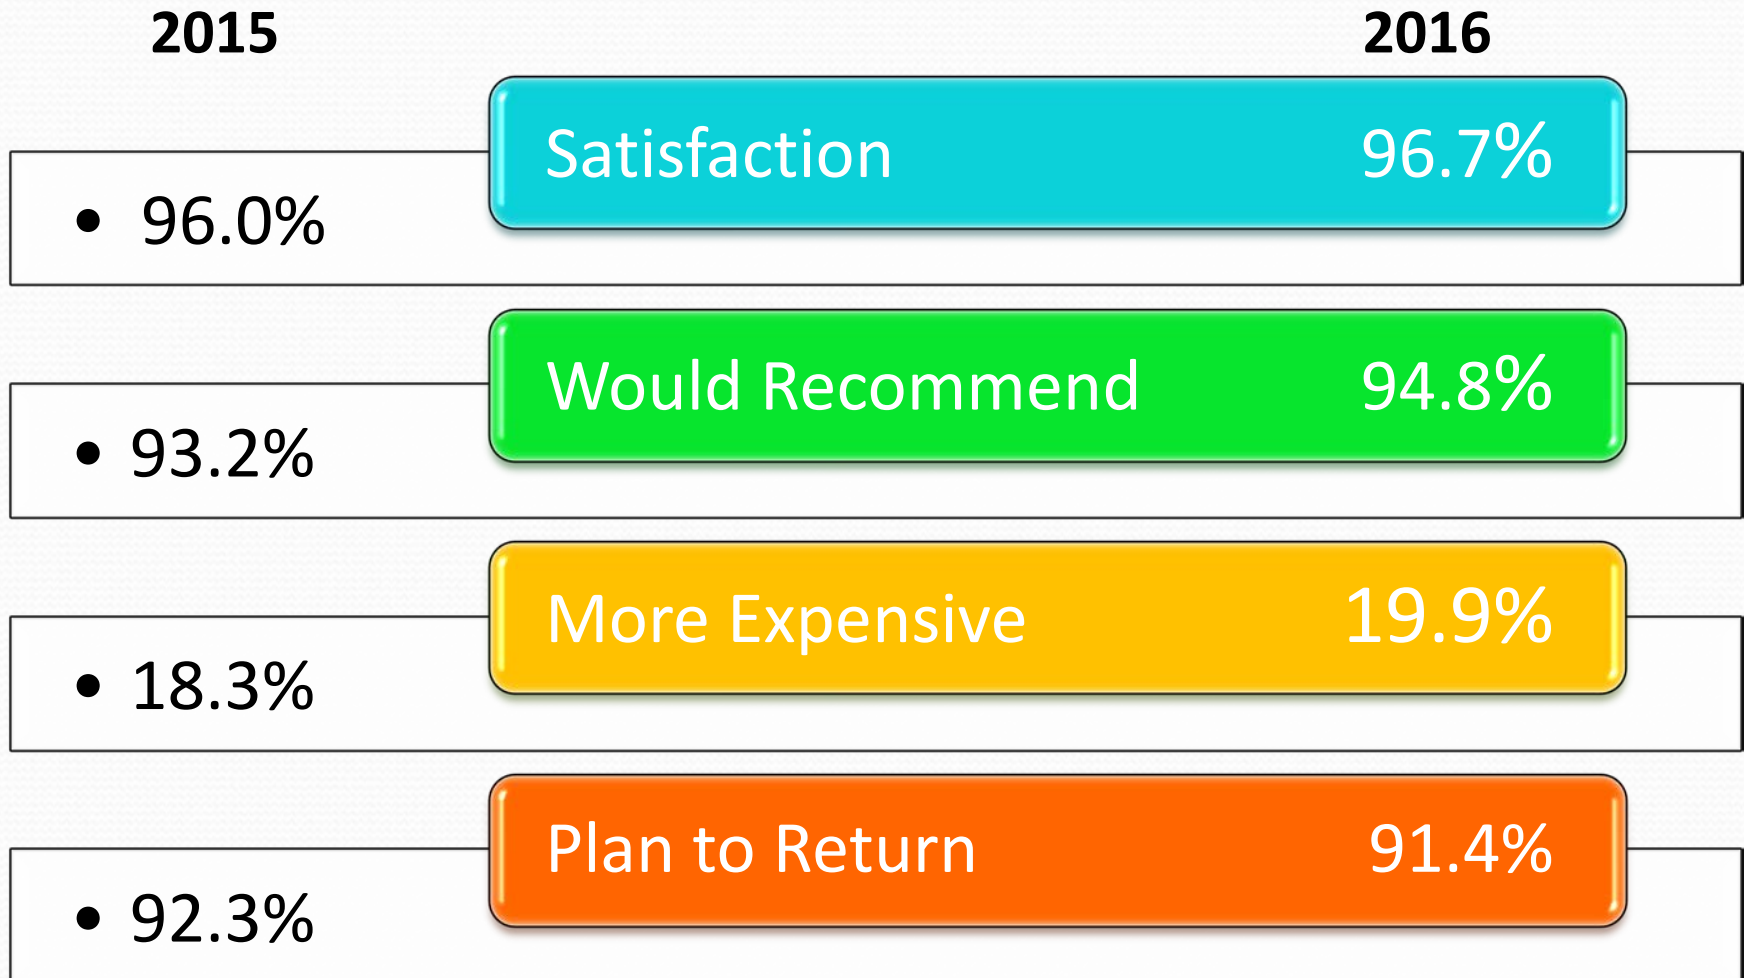 2015 2016
Satisfaction 96.7%
• 96.0%
Would Recommend 94.8%
• 93.2%
More Expensive 19.9%
• 18.3%
Plan to Return 91.4%
• 92.3%